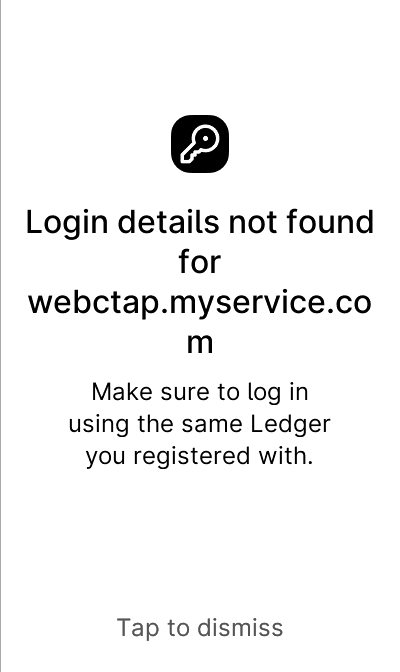 Login details not found
for
webctap.myservice.co
m
Make sure to log in
using the same Ledger
you registered with.
Tap to dismiss